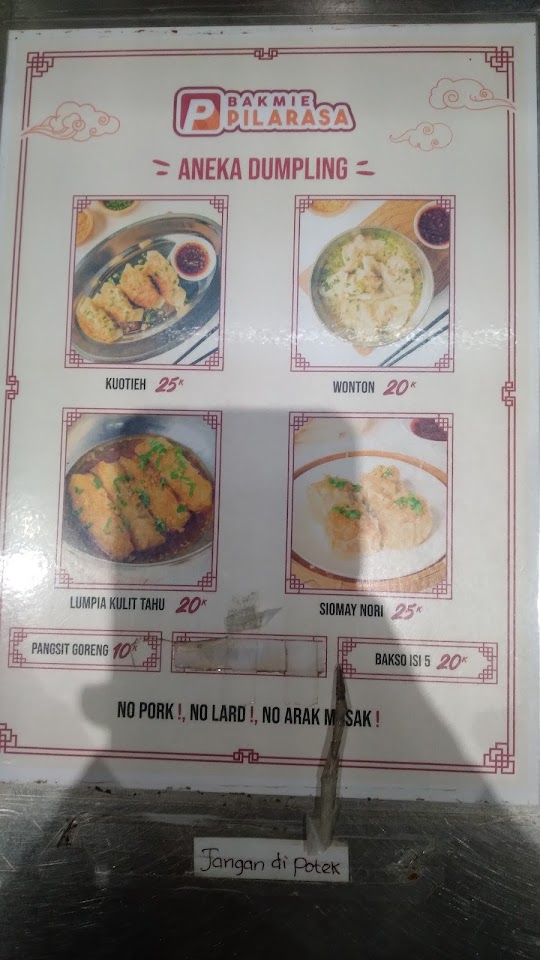 BAKMIE
PILARASA
ANEKA DUMPLING
KUOTIEH 25K
WONTON 20K
LUMPIA KULIT TAHU 20K
SIOMAY NORI 25K
PANGSIT GORENG 10K
BAKSO ISI 5 20K
NO PORK!, NO LARD!, NO ARAK MASAK!
Jangan di Potek